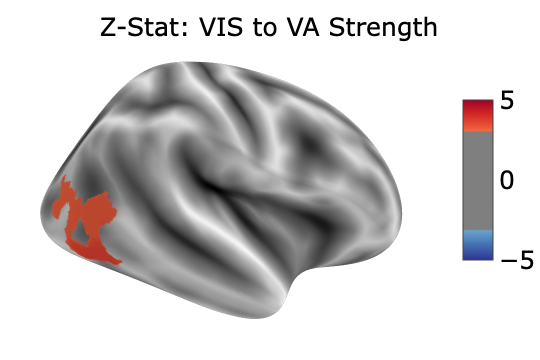 Z-Stat: VIS to VA Strength
5
0
−5